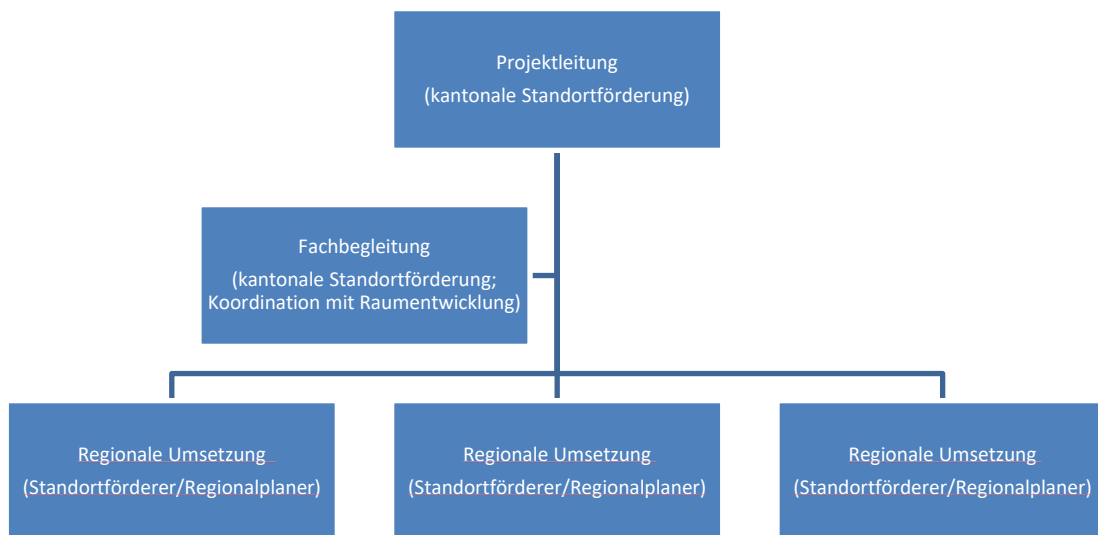 Projektleitung
(kantonale Standortförderung)
Fachbegleitung
(kantonale Standortförderung;
Koordination mit Raumentwicklung)
Regionale Umsetzung
(Standortförderer/Regionalplaner)
Regionale Umsetzung
(Standortförderer/Regionalplaner)
Regionale Umsetzung
(Standortförderer/Regionalplaner)